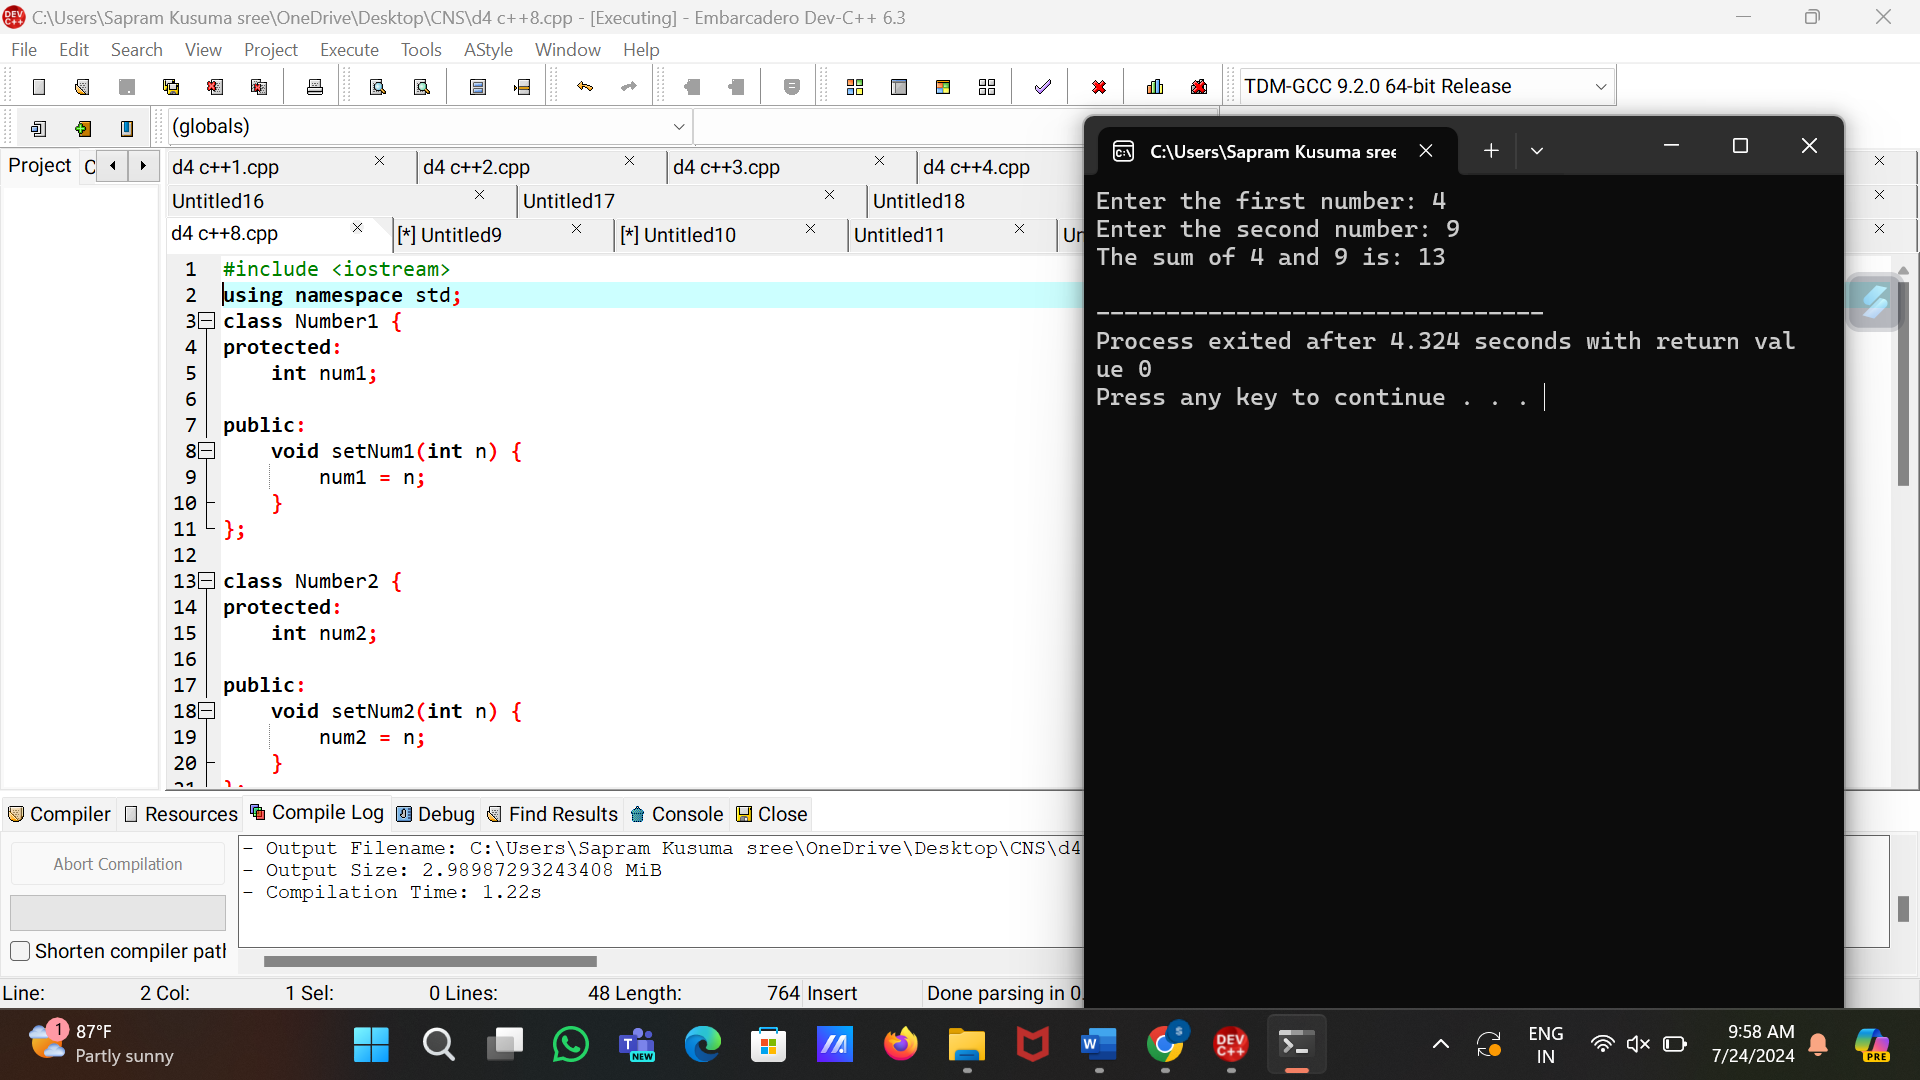 C:\Users\Sapram Kusuma sree\OneDrive\Desktop\CNS\d4 c++8.cpp - [Executing] - Embarcadero Dev-C++ 6.3
File Edit Search View Project Execute Tools AStyle Window Help
TDM-GCC 9.2.0 64-bit Release
(globals)
Project
d4 c++1.cpp d4 c++2.cpp d4 c++3.cpp d4 c++4.cpp
Untitled16 Untitled17 Untitled18
d4 c++8.cpp [*] Untitled9 [*] Untitled10 Untitled11
1 #include <iostream>
2 using namespace std;
3 class Number1 {
4 protected:
5 int num1;
6
7 public:
8 void setNum1(int n) {
9 num1 = n;
10 }
11 };
12
13 class Number2 {
14 protected:
15 int num2;
16
17 public:
18 void setNum2(int n) {
19 num2 = n;
20 }
C:\Users\Sapram Kusuma sree
Enter the first number: 4
Enter the second number: 9
The sum of 4 and 9 is: 13
--------------------------------
Process exited after 4.324 seconds with return val
ue 0
Press any key to continue . . .
Compiler Resources Compile Log Debug Find Results Console Close
Abort Compilation
Shorten compiler path
- Output Filename: C:\Users\Sapram Kusuma sree\OneDrive\Desktop\CNS\d4
- Output Size: 2.98987293243408 MiB
- Compilation Time: 1.22s
Line: 2 Col: 1 Sel: 0 Lines: 48 Length: 764 Insert Done parsing in 0.
1
87°F
Partly sunny
NEW
DEV
C++
ENG
IN
9:58 AM
7/24/2024
PRE